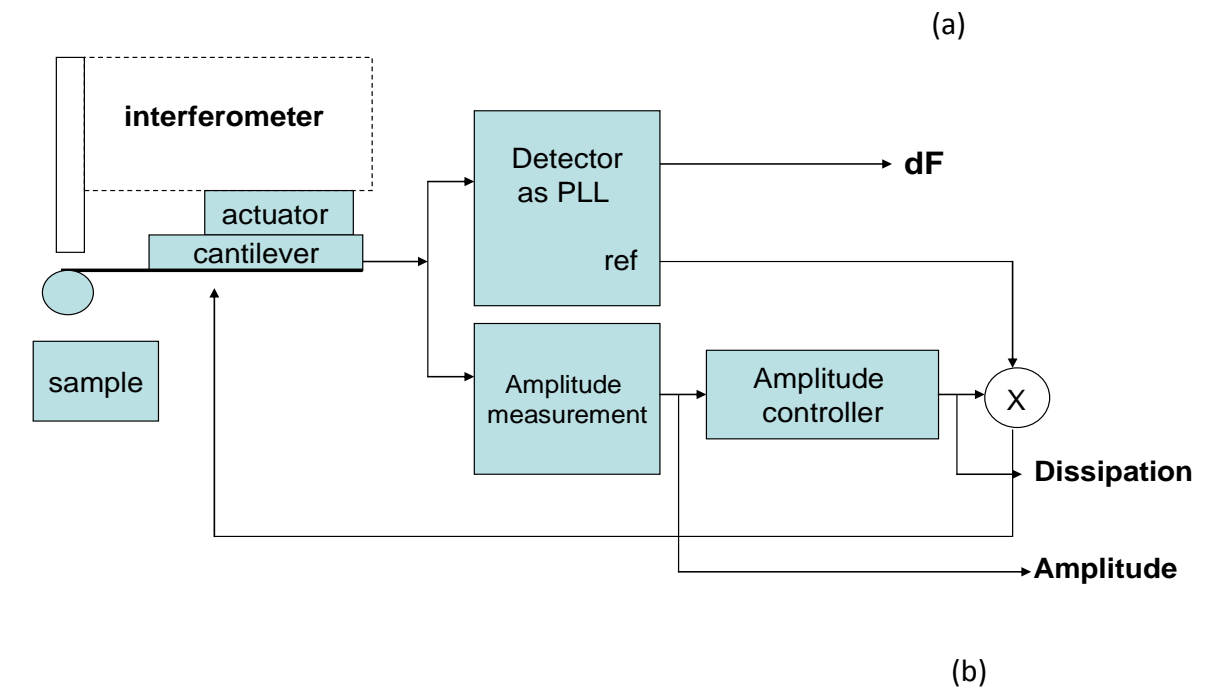 (a)
interferometer
actuator
cantilever
sample
Detector
as PLL
ref
dF
Amplitude
measurement
Amplitude
controller
X
Dissipation
Amplitude
(b)